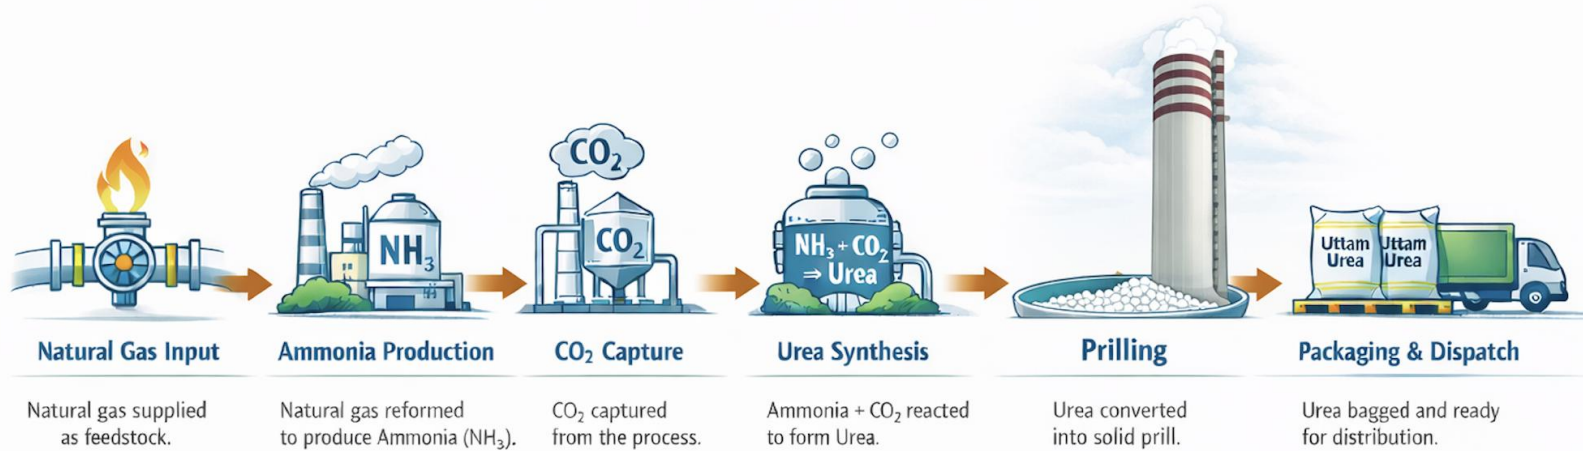 NH₃
CO₂
CO₂
NH₃ + CO₂
⇒ Urea
Uttam
Urea
Uttam
Urea
Natural Gas Input
Ammonia Production
CO₂ Capture
Urea Synthesis
Prilling
Packaging & Dispatch
Natural gas supplied
as feedstock.
Natural gas reformed
to produce Ammonia (NH₃).
CO₂ captured
from the process.
Ammonia + CO₂ reacted
to form Urea.
Urea converted
into solid prill.
Urea bagged and ready
for distribution.